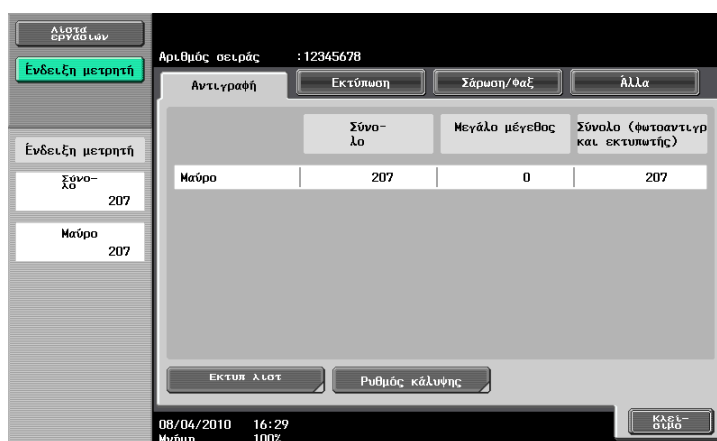 Λίστα
εργασιών
Ένδειξη μετρητή
Ένδειξη μετρητή
Σύνο-
λο
207
Μαύρο
207
Αριθμός σειράς :12345678
Αντιγραφή
Εκτύπωση
Σάρωση/Φαξ
Άλλα
Σύνο-
λο
Μεγάλο μέγεθος
Σύνολο (φωτοαντιγρ
και εκτυπωτής)
Μαύρο 207 0 207
Εκτυπ λιστ
Ρυθμός κάλυψης
08/04/2010 16:29
Μνήμη 100%
Κλεί-
σιμο